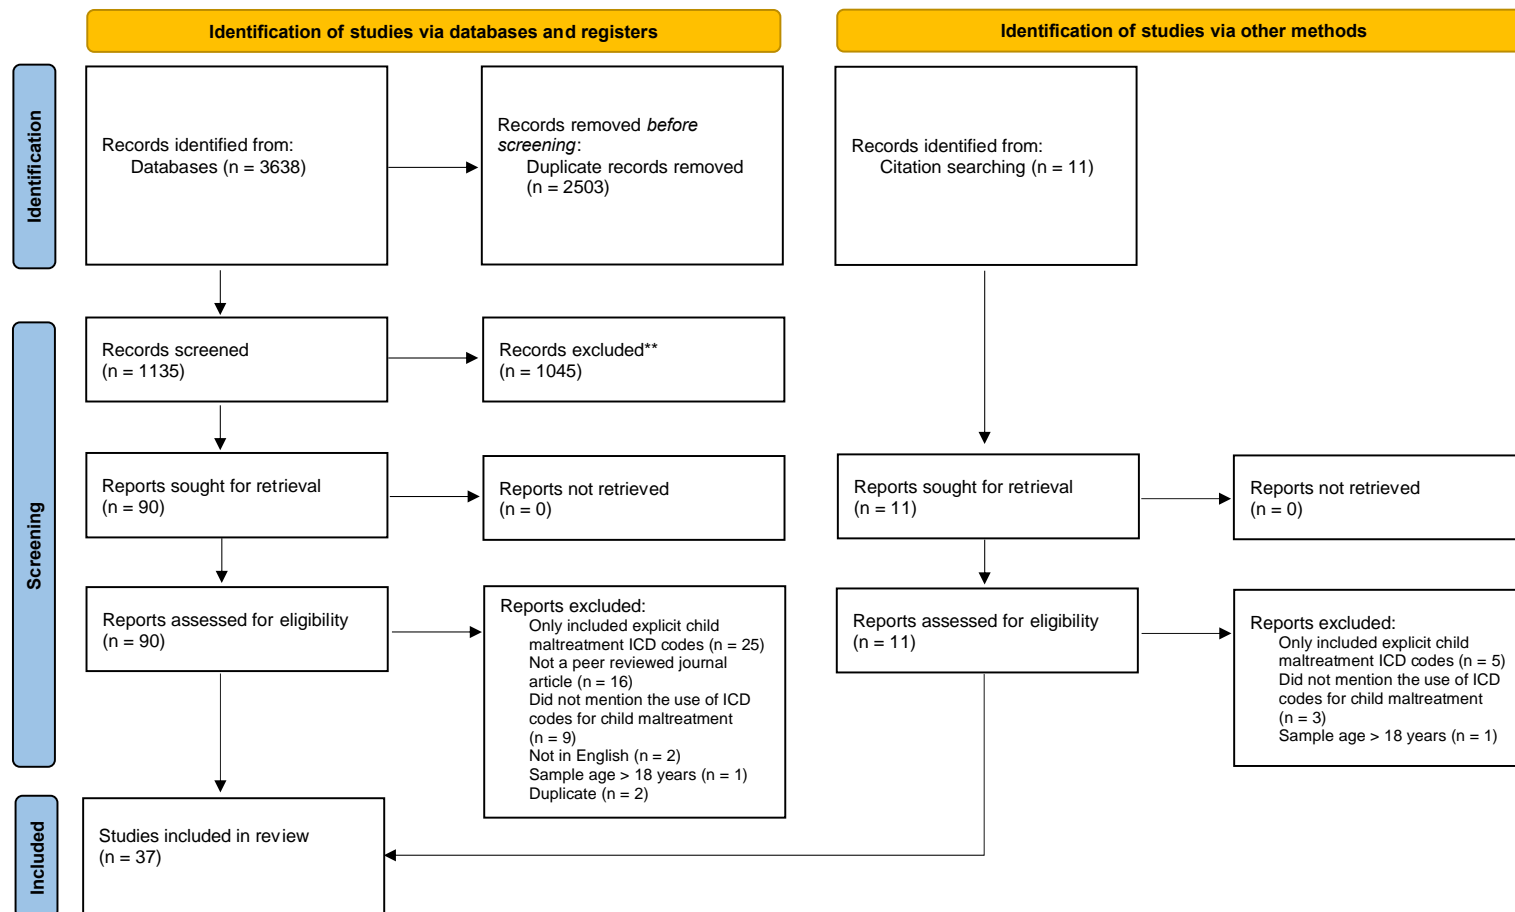 Identification of studies via databases and registers
Identification of studies via other methods
Identification
Records identified from:
Databases (n = 3638)
Records removed before
screening:
Duplicate records removed
(n = 2503)
Records identified from:
Citation searching (n = 11)
Screening
Records screened
(n = 1135)
Records excluded**
(n = 1045)
Reports sought for retrieval
(n = 90)
Reports not retrieved
(n = 0)
Reports sought for retrieval
(n = 11)
Reports not retrieved
(n = 0)
Reports assessed for eligibility
(n = 90)
Reports excluded:
Only included explicit child
maltreatment ICD codes (n = 25)
Not a peer reviewed journal
article (n = 16)
Did not mention the use of ICD
codes for child maltreatment
(n = 9)
Not in English (n = 2)
Sample age > 18 years (n = 1)
Duplicate (n = 2)
Reports assessed for eligibility
(n = 11)
Reports excluded:
Only included explicit child
maltreatment ICD codes (n = 5)
Did not mention the use of ICD
codes for child maltreatment
(n = 3)
Sample age > 18 years (n = 1)
Included
Studies included in review
(n = 37)